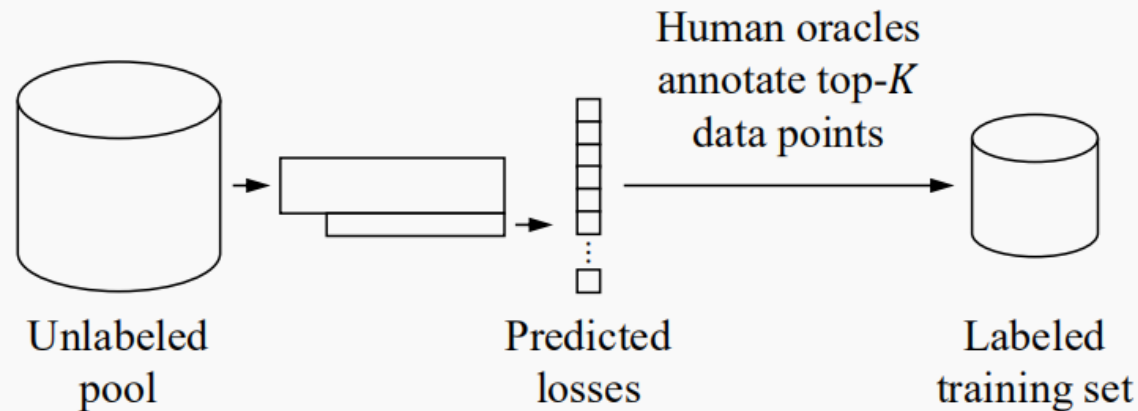 Human oracles
annotate top-K
data points
Unlabeled
pool
Predicted
losses
Labeled
training set